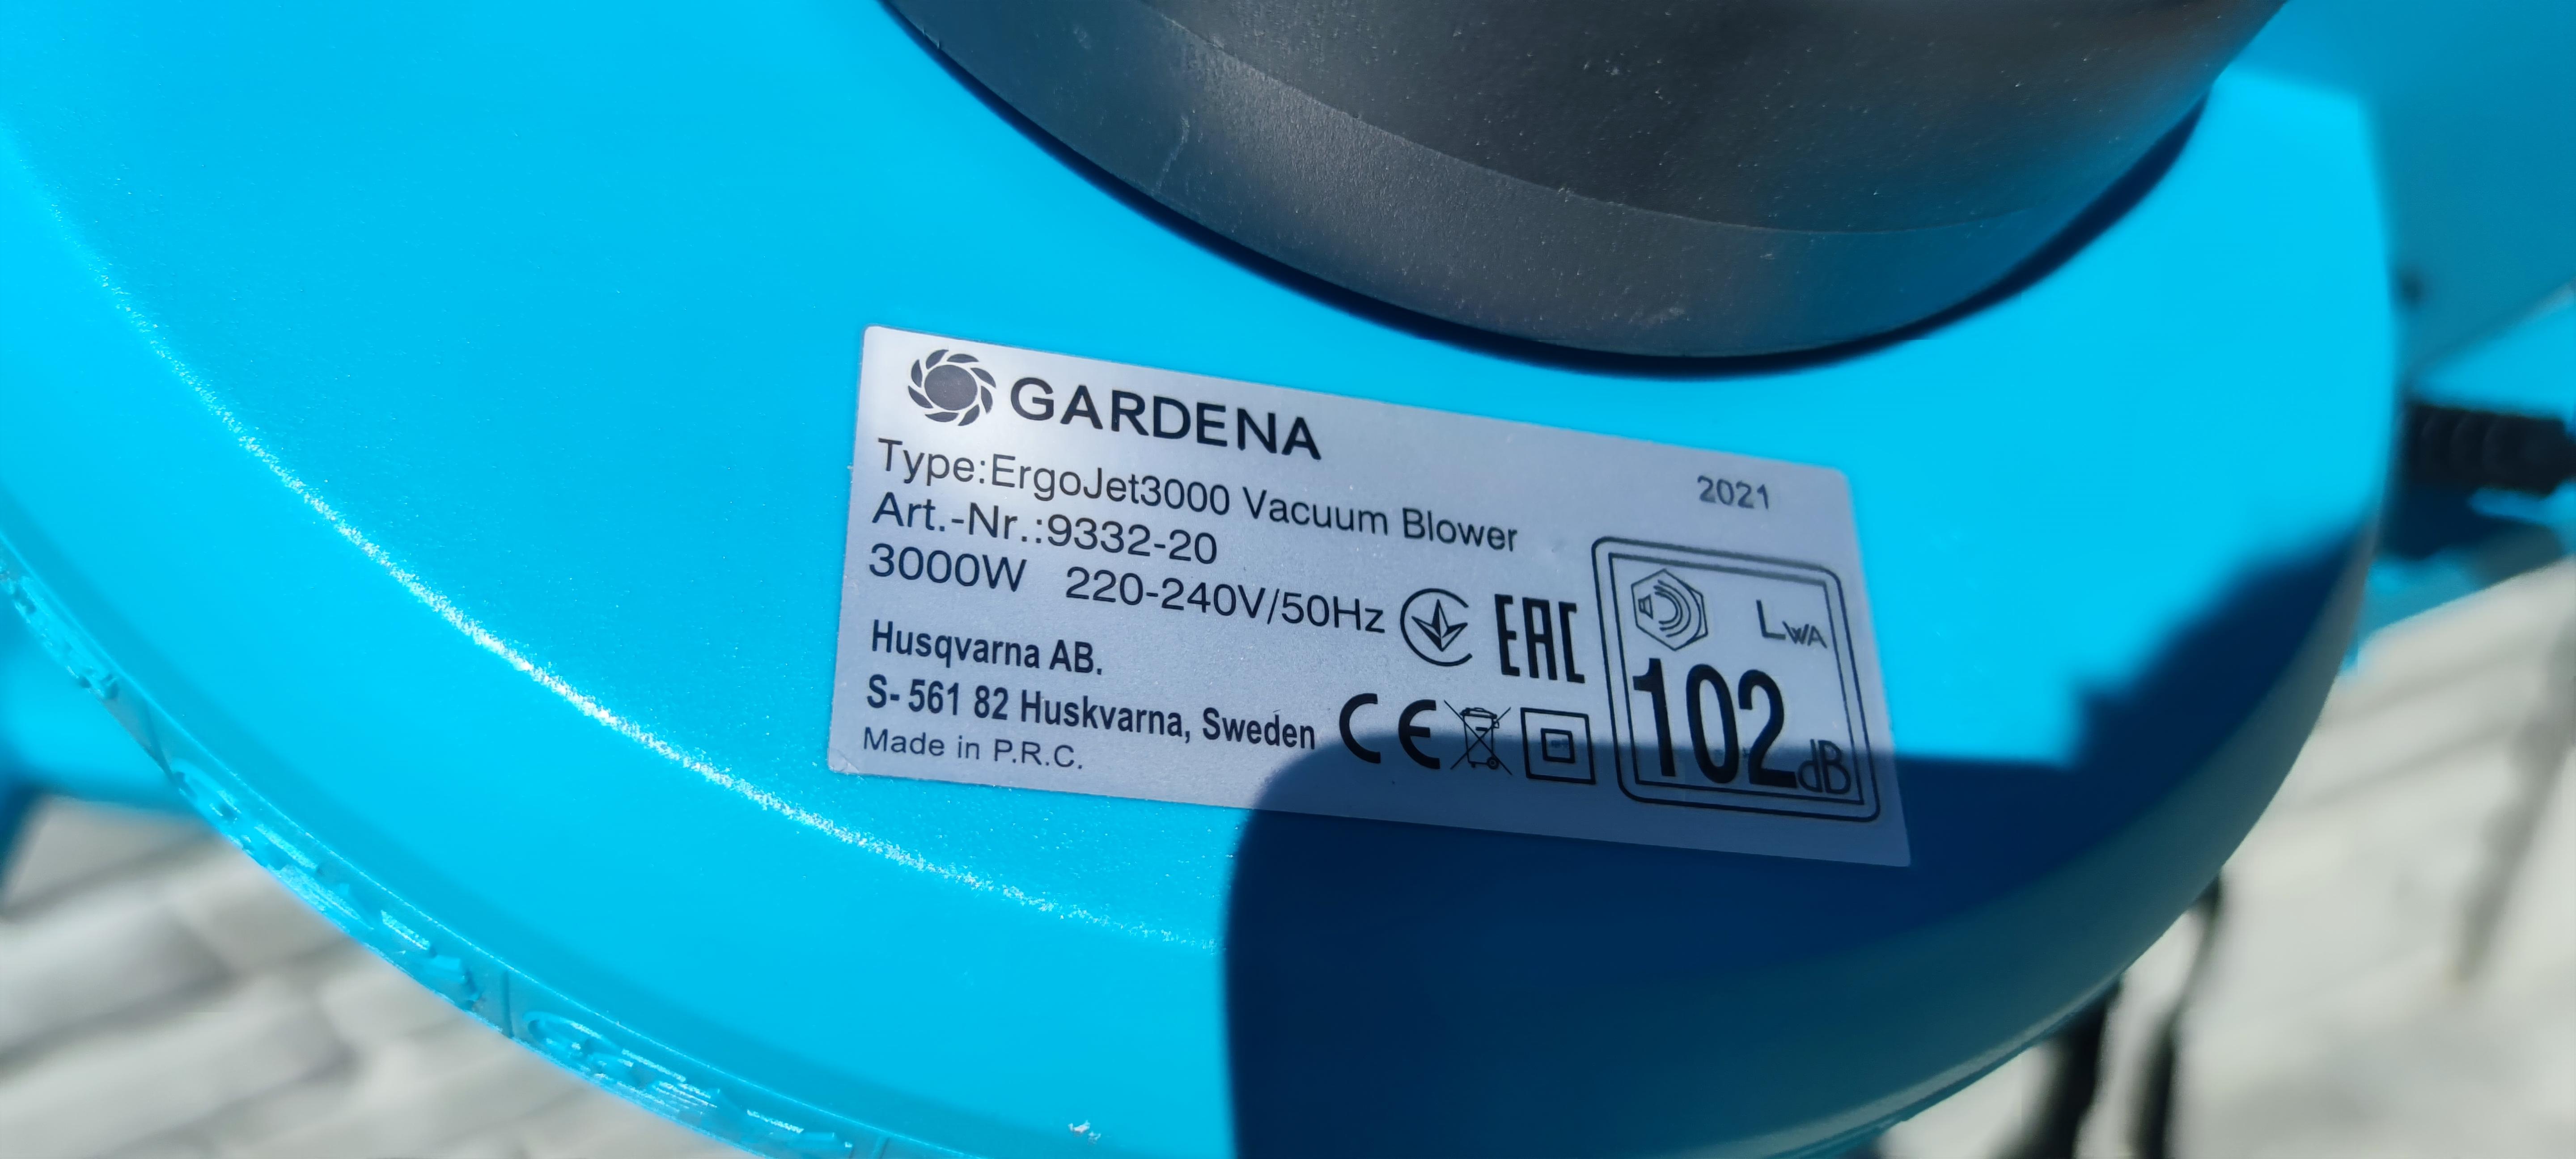 GARDENA
2021
Type:ErgoJet3000 Vacuum Blower
Art.-Nr.:9332-20
3000W 220-240V/50Hz
EAC
LWA
102dB
Husqvarna AB.
S- 561 82 Huskvarna, Sweden
CE
Made in P.R.C.